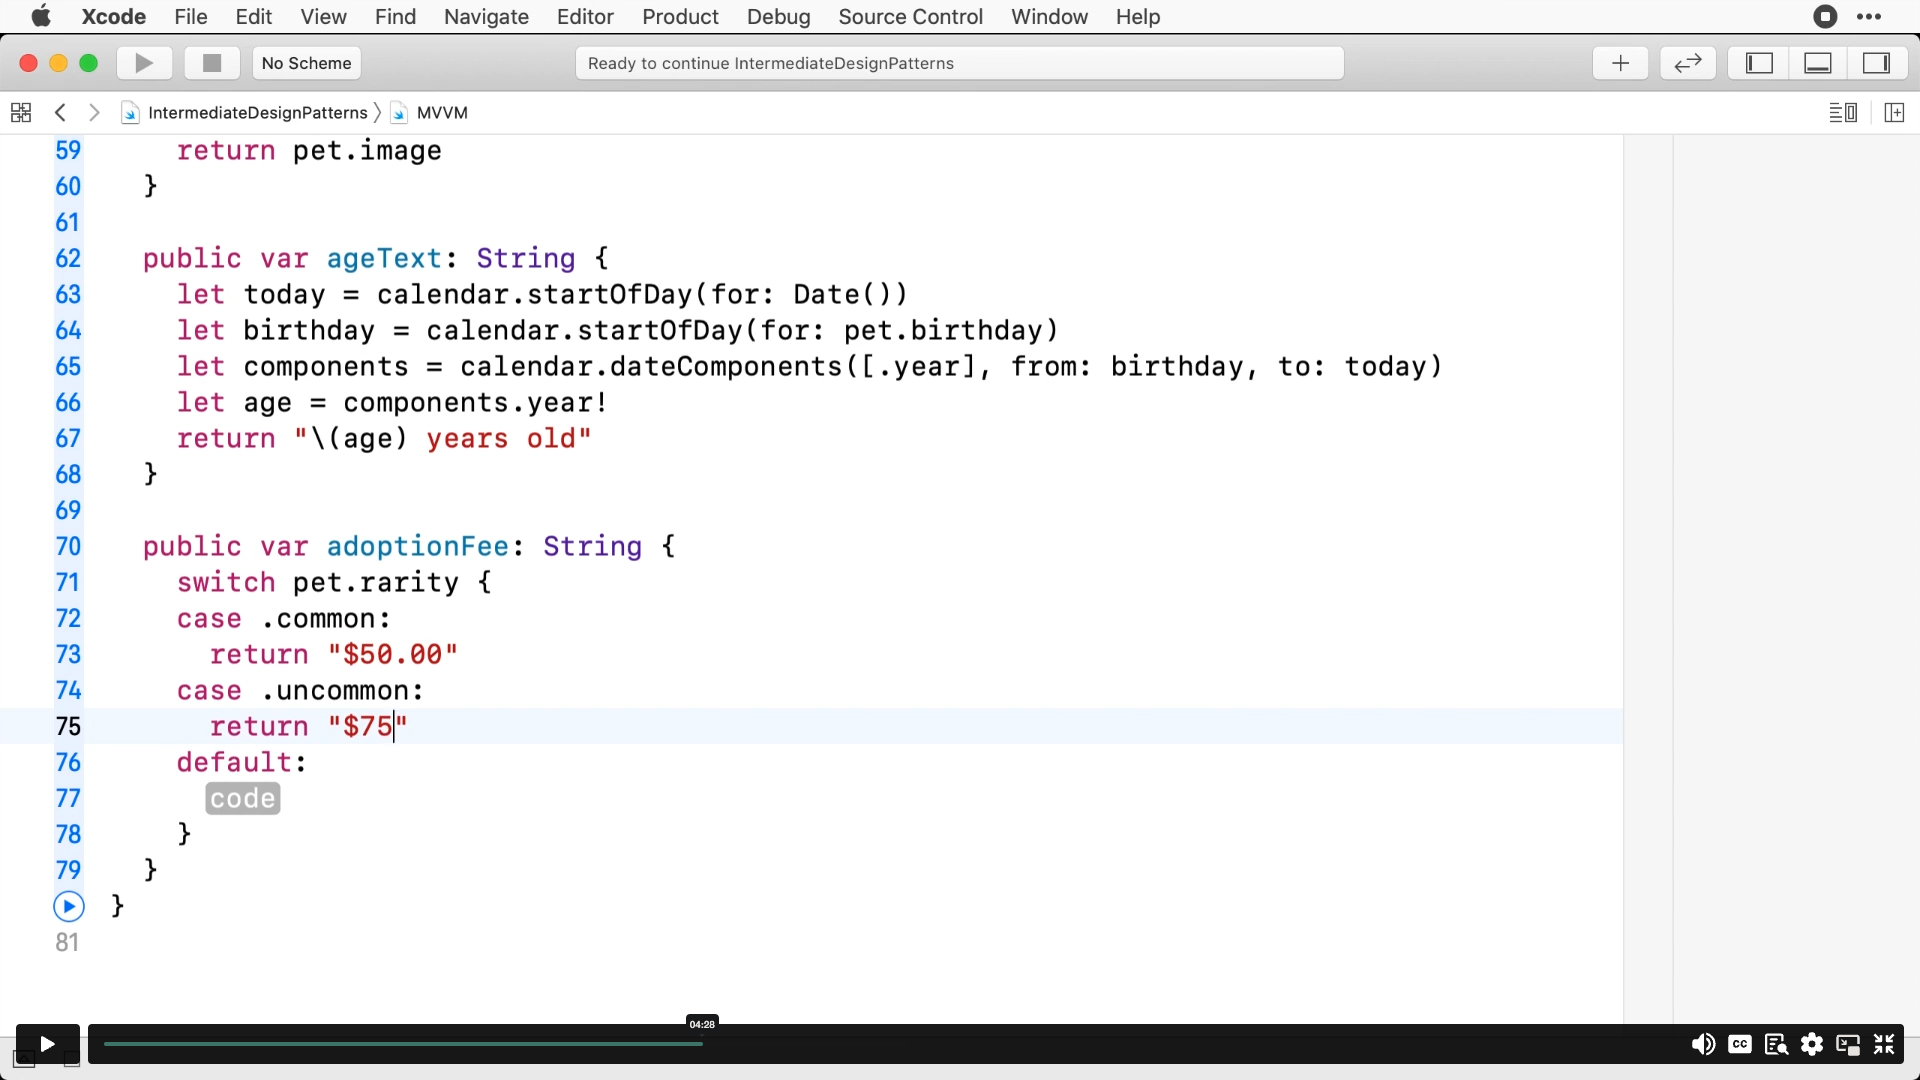 Xcode File Edit View Find Navigate Editor Product Debug Source Control Window Help
No Scheme
Ready to continue IntermediateDesignPatterns
IntermediateDesignPatterns MVVM
59 return pet.image
60 }
61
62 public var ageText: String {
63 let today = calendar.startOfDay(for: Date())
64 let birthday = calendar.startOfDay(for: pet.birthday)
65 let components = calendar.dateComponents([.year], from: birthday, to: today)
66 let age = components.year!
67 return "\(age) years old"
68 }
69
70 public var adoptionFee: String {
71 switch pet.rarity {
72 case .common:
73 return "$50.00"
74 case .uncommon:
75 return "$75"
76 default:
77 code
78 }
79 }
}
81
04:28
CC